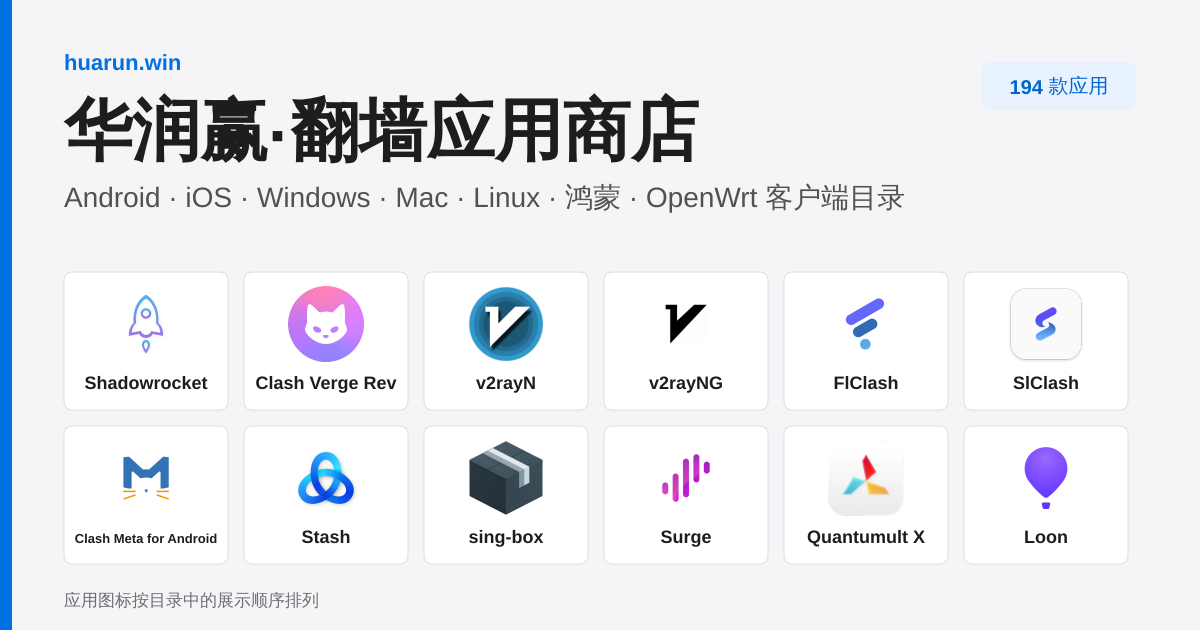 huarun.win
194 款应用
华润赢·翻墙应用商店
Android · iOS · Windows · Mac · Linux · 鸿蒙 · OpenWrt 客户端目录
Shadowrocket
Clash Verge Rev
v2rayN
v2rayNG
FlClash
SlClash
Clash Meta for Android
Stash
sing-box
Surge
Quantumult X
Loon
应用图标按目录中的展示顺序排列